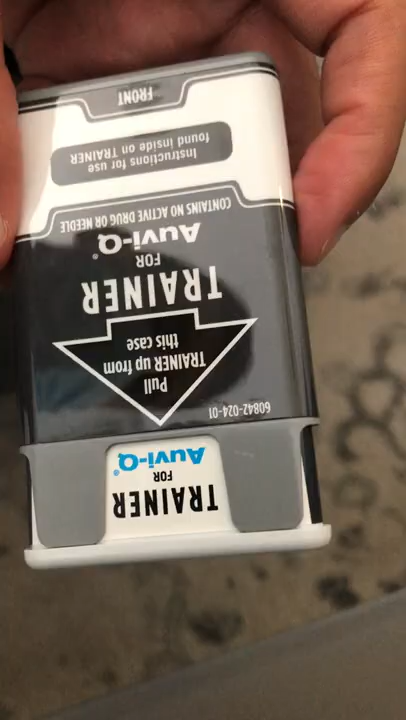 TRAINER
FOR
Auvi-Q®
60842-024-01
Pull
TRAINER up from
this case
TRAINER
FOR
Auvi-Q®
CONTAINS NO ACTIVE DRUG OR NEEDLE
Instructions for use
found inside on TRAINER
FRONT